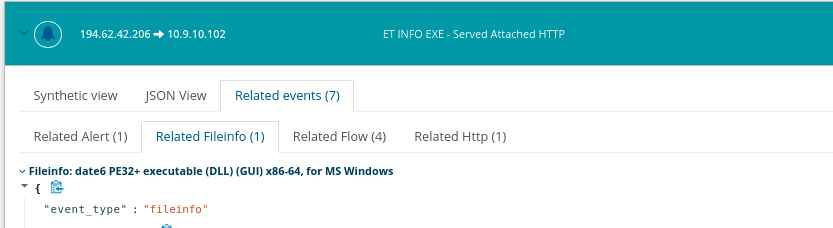 194.62.42.206 → 10.9.10.102 ET INFO EXE - Served Attached HTTP
Synthetic view JSON View Related events (7)
Related Alert (1) Related Fileinfo (1) Related Flow (4) Related Http (1)
Fileinfo: date6 PE32+ executable (DLL) (GUI) x86-64, for MS Windows
{
"event_type" : "fileinfo"